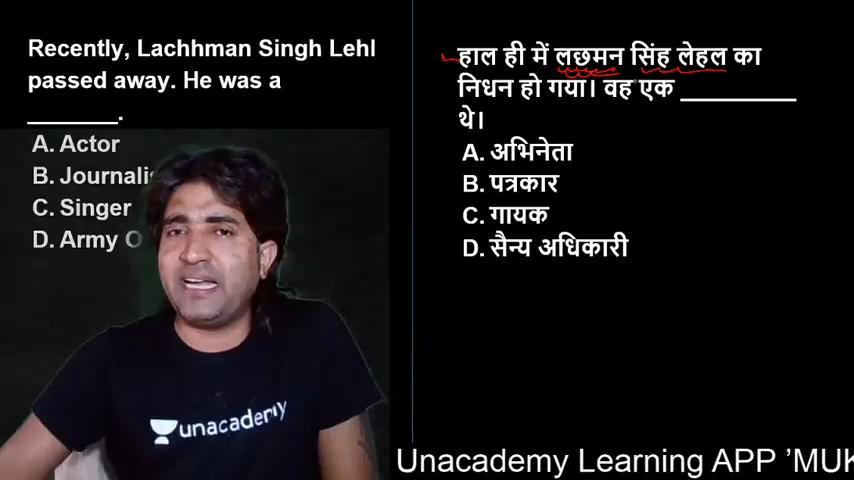 Recently, Lachhman Singh Lehl
passed away. He was a
_______.
A. Actor
B.
C. Singer
D. Army
हाल ही में लछमन सिंह लेहल का
निधन हो गया। वह एक _________
थे।
A. अभिनेता
B. पत्रकार
C. गायक
D. सैन्य अधिकारी
unacademy
Unacademy Learning APP ’MUK